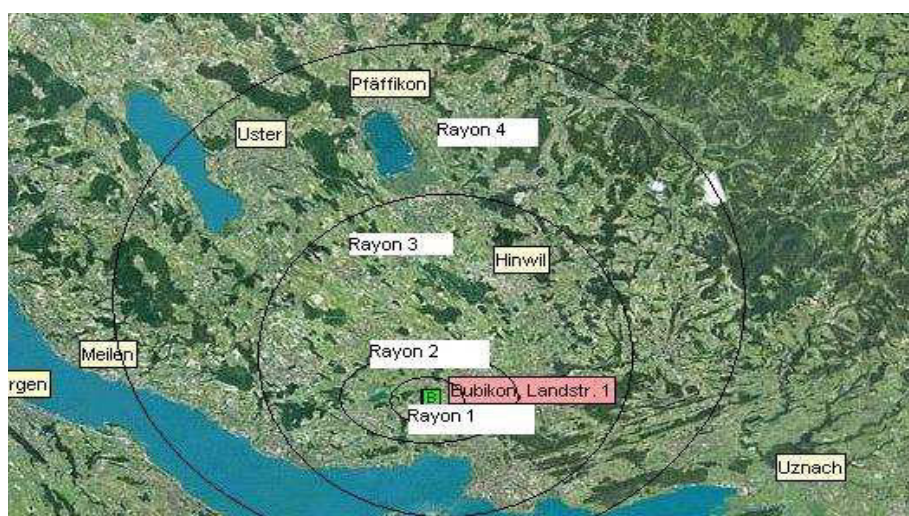 Pfäffikon
Uster
Rayon 4
Rayon 3
Hinwil
Meilen
Rayon 2
rgen
Bubikon, Landstr. 1
B
Rayon 1
Uznach